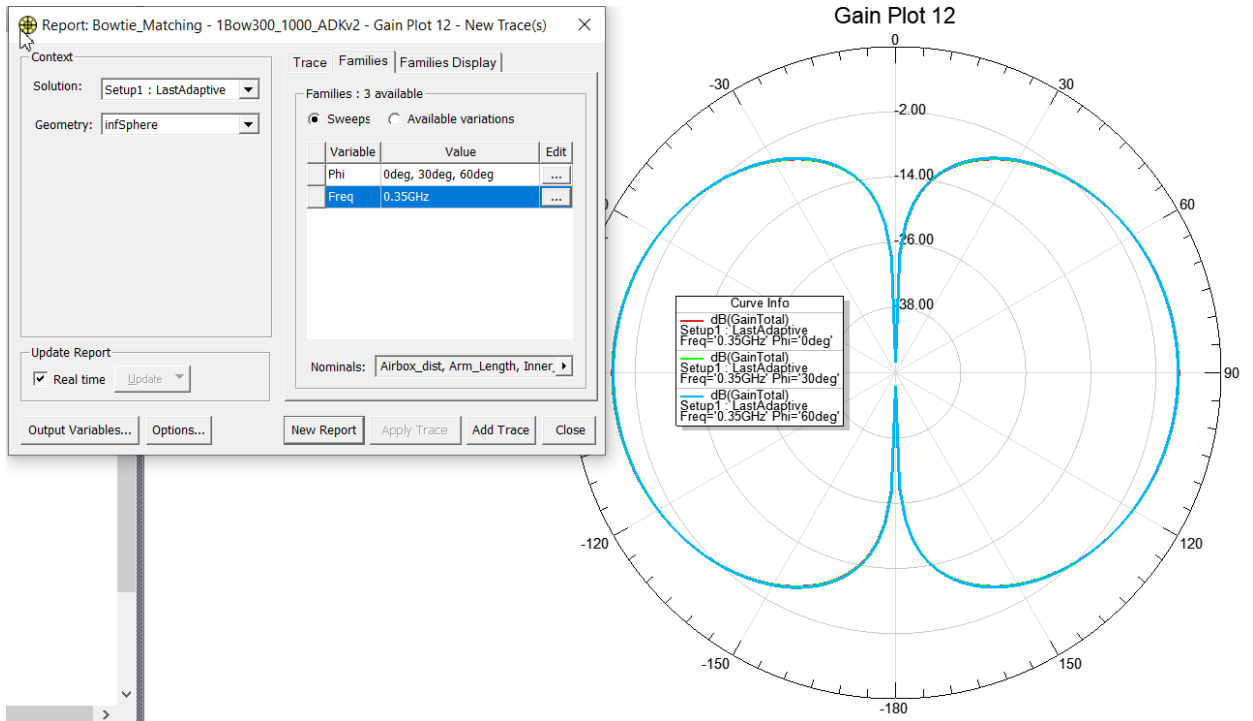 Report: Bowtie_Matching - 1Bow300_1000_ADKv2 - Gain Plot 12 - New Trace(s)
Context
Solution: Setup1 : LastAdaptive
Geometry: infSphere
Update Report
Real time Update
Output Variables... Options...
Trace Families Families Display
Families : 3 available
Sweeps Available variations
Variable Value Edit
Phi 0deg, 30deg, 60deg ...
Freq 0.35GHz ...
Nominals: Airbox_dist, Arm_Length, Inner_
New Report Apply Trace Add Trace Close
Gain Plot 12
0
-30 30
-2.00
-14.00
60
-26.00
-38.00
90
-120 120
-150 150
-180
Curve Info
dB(GainTotal)
Setup1 : LastAdaptive
Freq='0.35GHz' Phi='0deg'
dB(GainTotal)
Setup1 : LastAdaptive
Freq='0.35GHz' Phi='30deg'
dB(GainTotal)
Setup1 : LastAdaptive
Freq='0.35GHz' Phi='60deg'